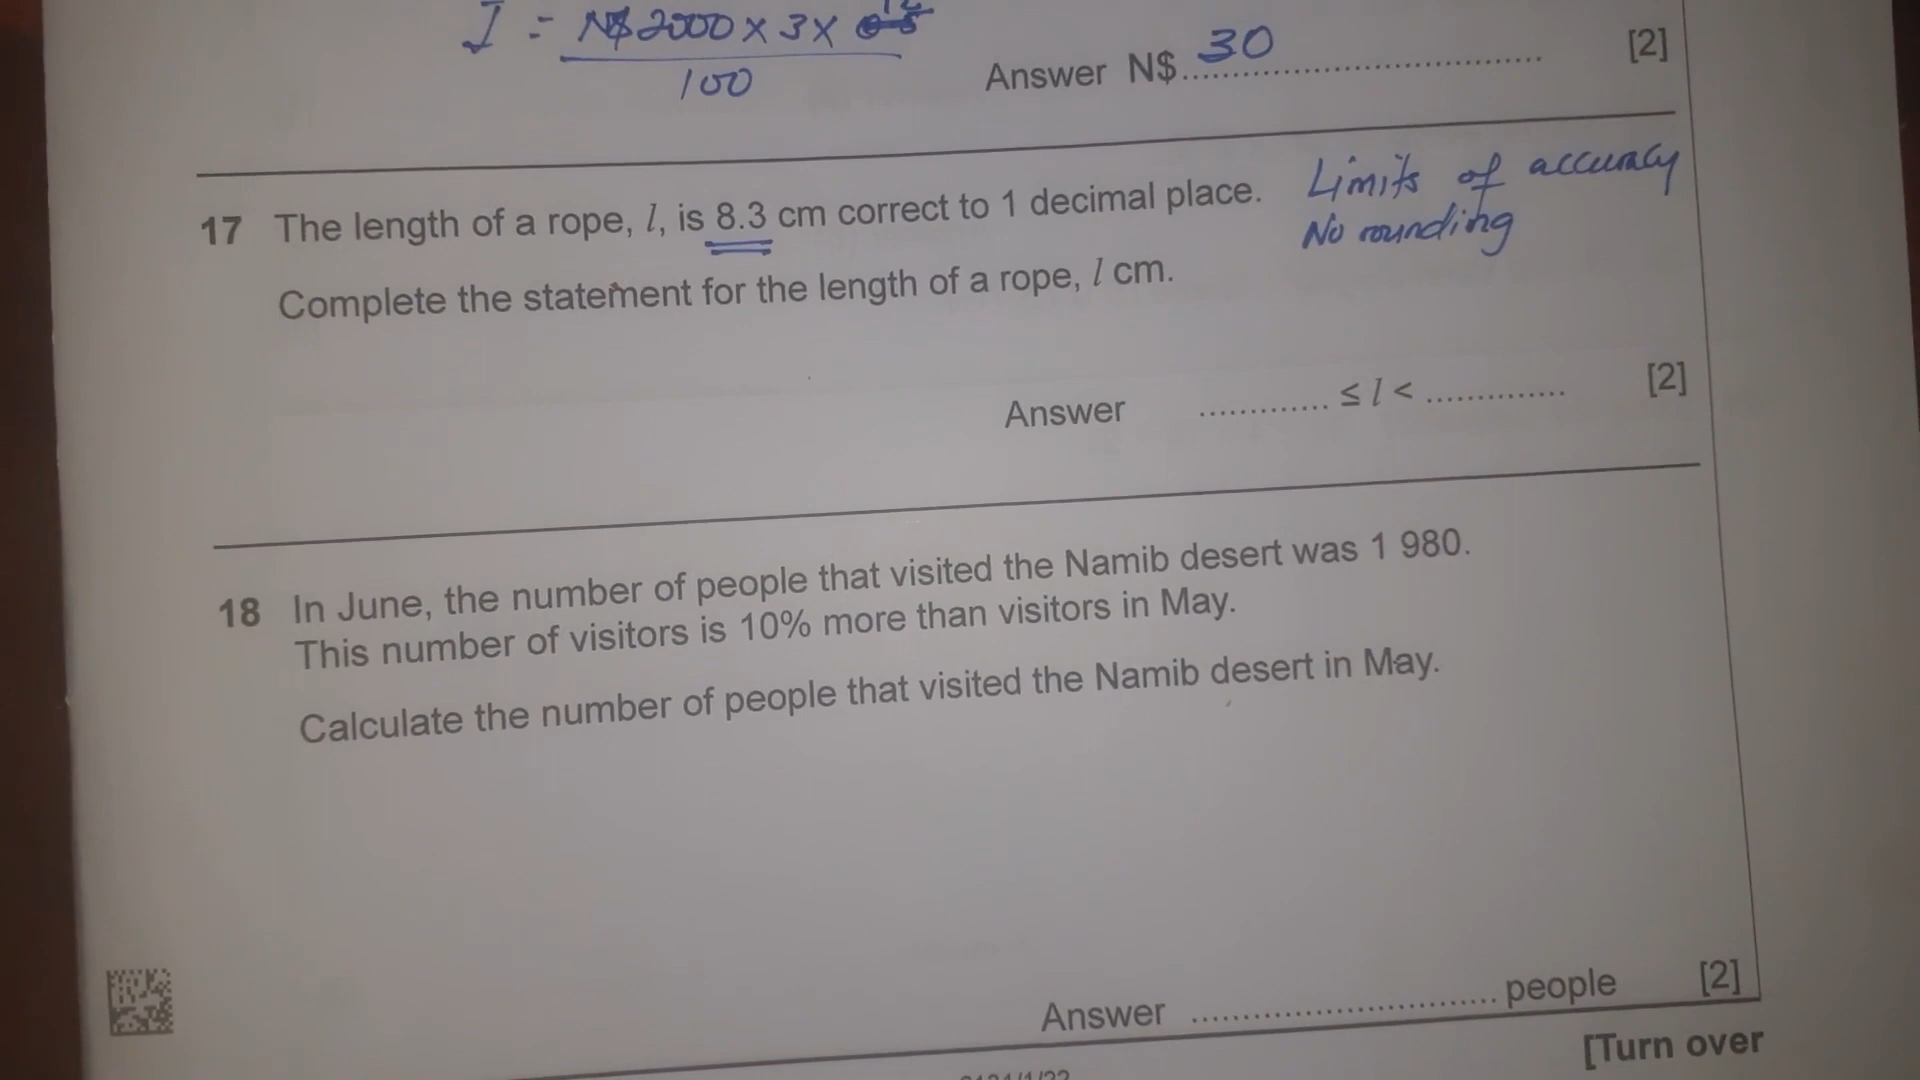 I = N$2000 × 3 ×
100
Answer N$ 30 [2]
17 The length of a rope, l, is 8.3 cm correct to 1 decimal place. Limits of accuracy
No rounding
Complete the statement for the length of a rope, l cm.
Answer ............. ≤ l < .............. [2]
18 In June, the number of people that visited the Namib desert was 1 980.
This number of visitors is 10% more than visitors in May.
Calculate the number of people that visited the Namib desert in May.
Answer ............................... people [2]
[Turn over